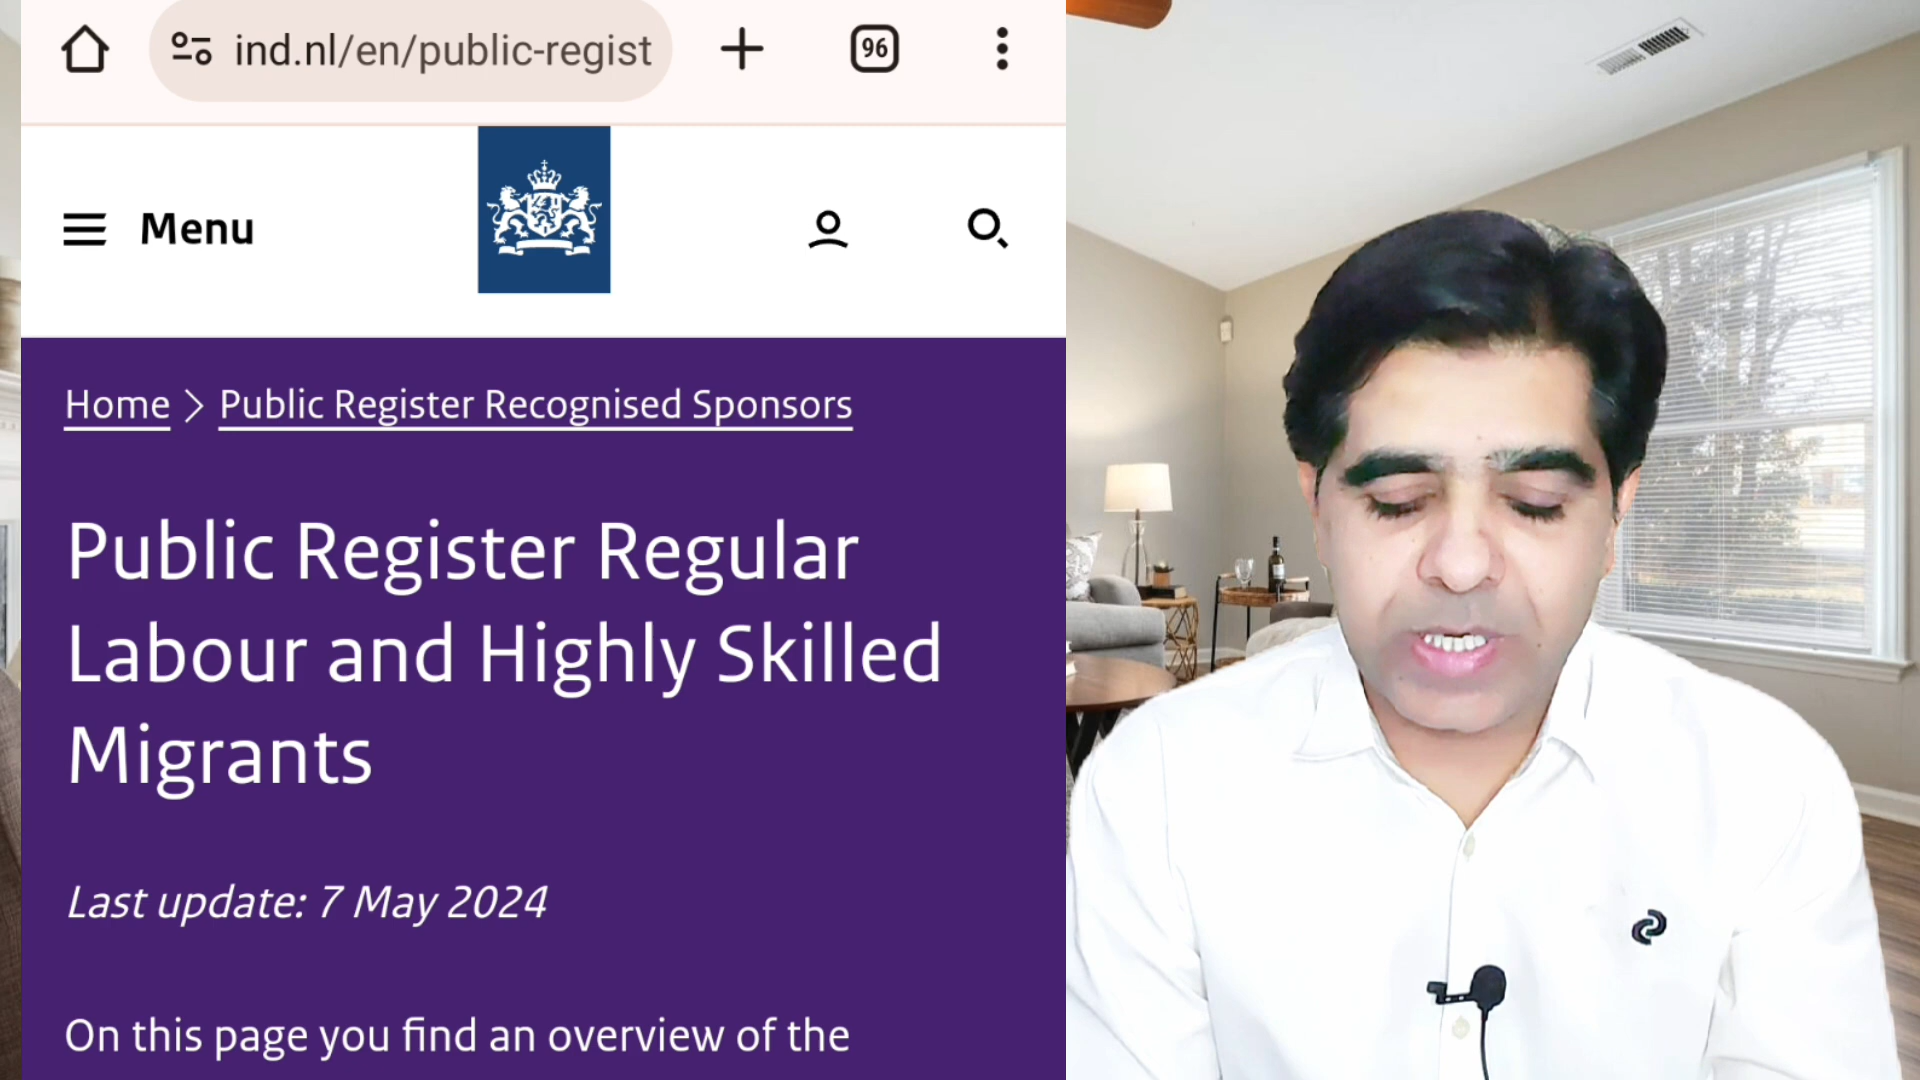 ind.nl/en/public-regist
96
Menu
Home > Public Register Recognised Sponsors
Public Register Regular
Labour and Highly Skilled
Migrants
Last update: 7 May 2024
On this page you find an overview of the